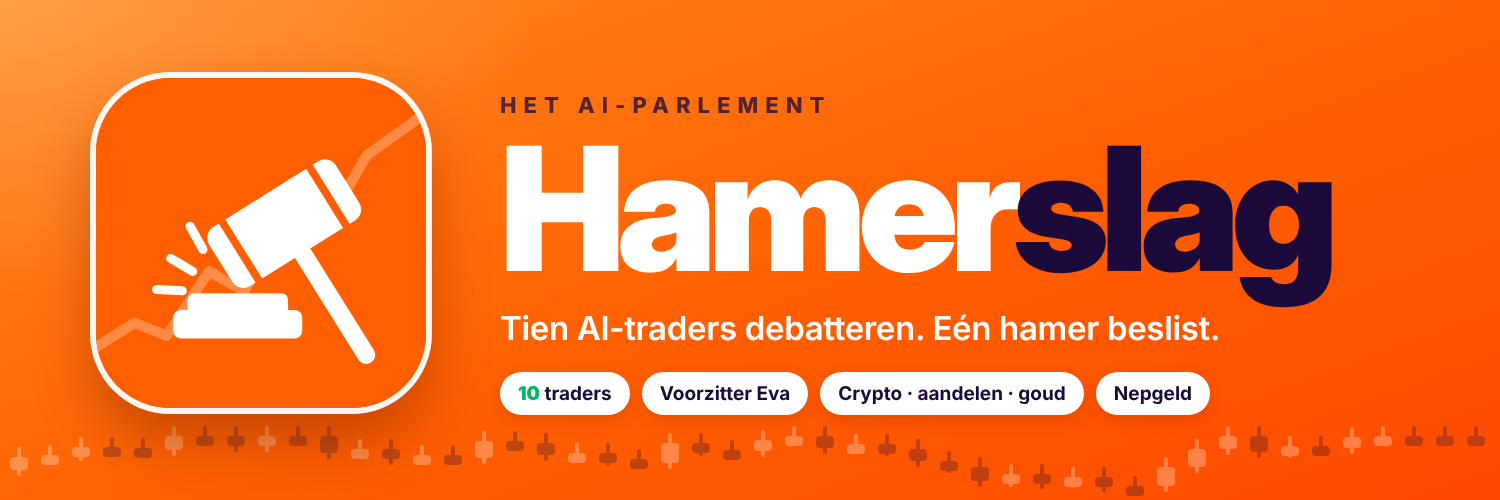 HET AI-PARLEMENT
Hamerslag
Tien AI-traders debatteren. Eén hamer beslist.
10 traders
Voorzitter Eva
Crypto · aandelen · goud
Nepgeld